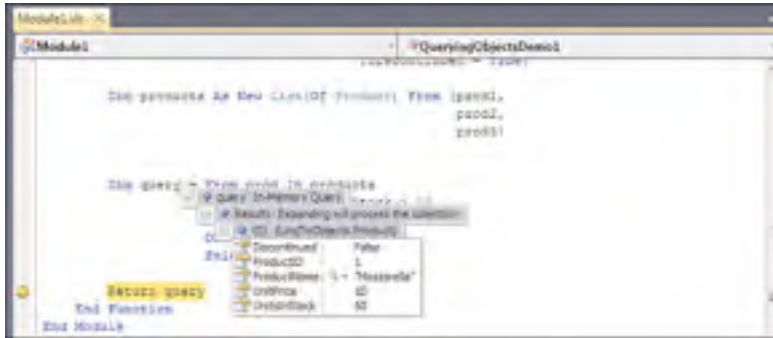 Module1.vb
Module1
QueryingObjectsDemo1
= True}
Dim products As New List(Of Product) From {prod1,
prod2,
prod3}
Dim query = From prod In products
query In-Memory Query
Results Expanding will process the collection
(0) {LinqToObjects.Product}
Discontinued False
ProductID 1
ProductName "Mozzarella"
UnitPrice 10
UnitsInStock 50
Return query
End Function
End Module